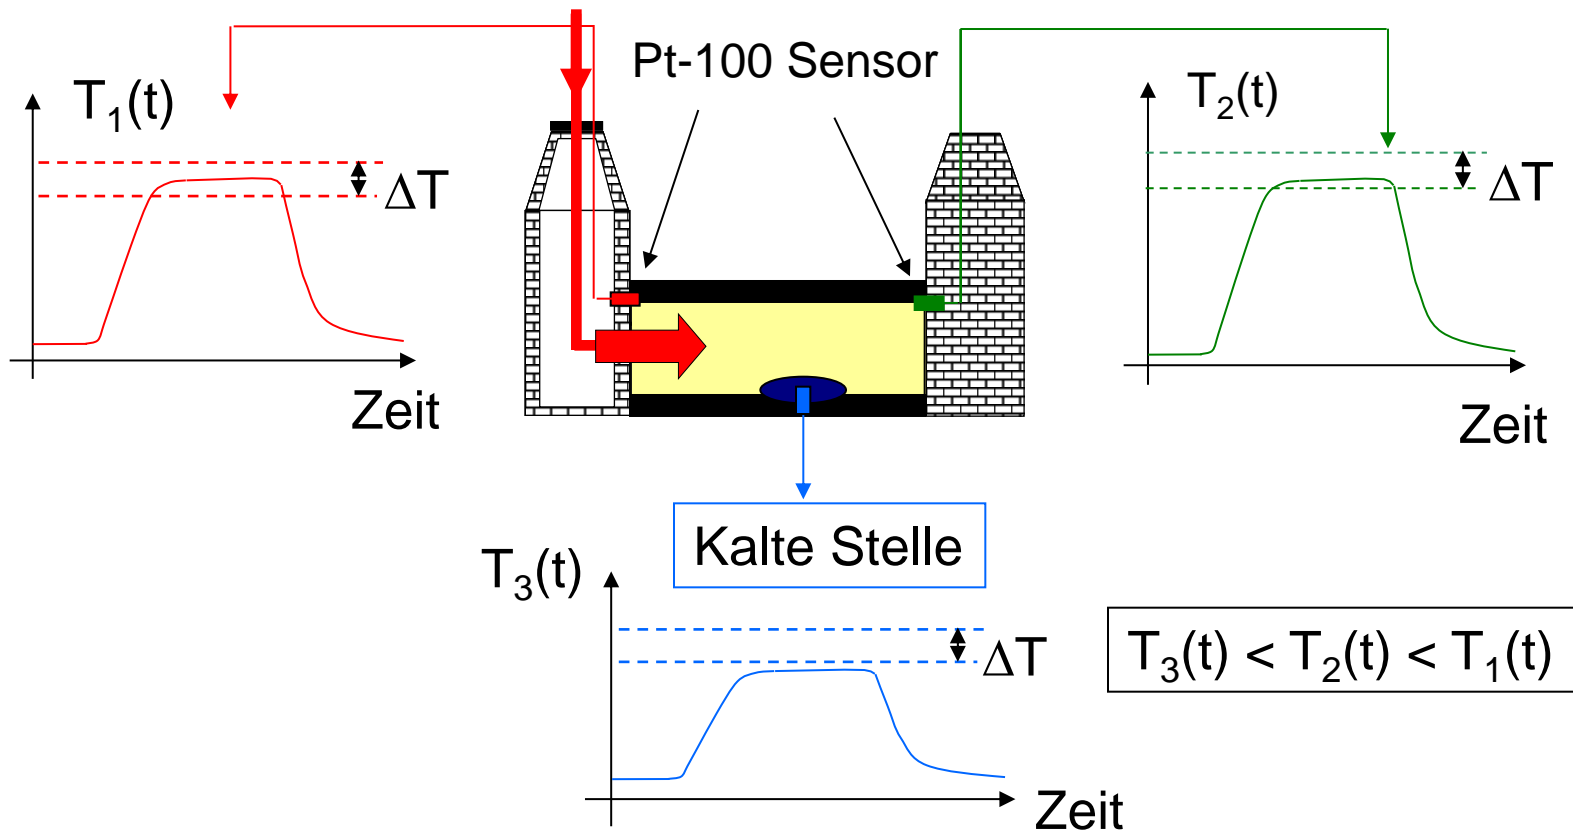 Pt-100 Sensor
T₁(t)
ΔT
Zeit
T₂(t)
ΔT
Zeit
Kalte Stelle
T₃(t)
ΔT
Zeit
T₃(t) < T₂(t) < T₁(t)